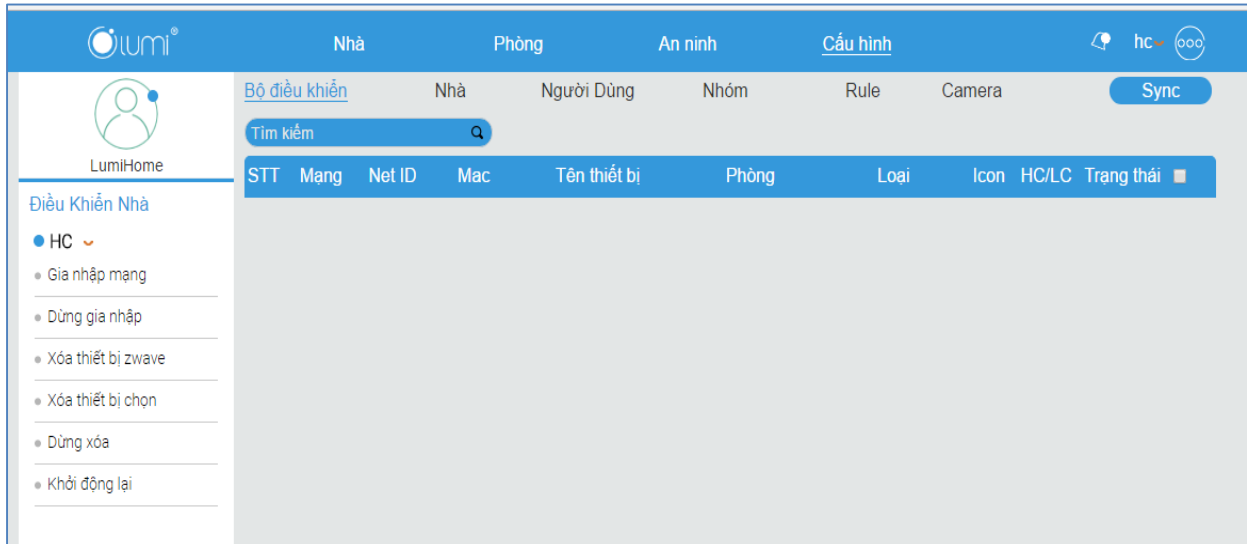 lumi® Nhà Phòng An ninh Cấu hình hc ooo
Bộ điều khiển Nhà Người Dùng Nhóm Rule Camera Sync
Tìm kiếm
LumiHome
STT Mạng Net ID Mac Tên thiết bị Phòng Loại Icon HC/LC Trạng thái
Điều Khiển Nhà
HC
Gia nhập mạng
Dừng gia nhập
Xóa thiết bị zwave
Xóa thiết bị chọn
Dừng xóa
Khởi động lại